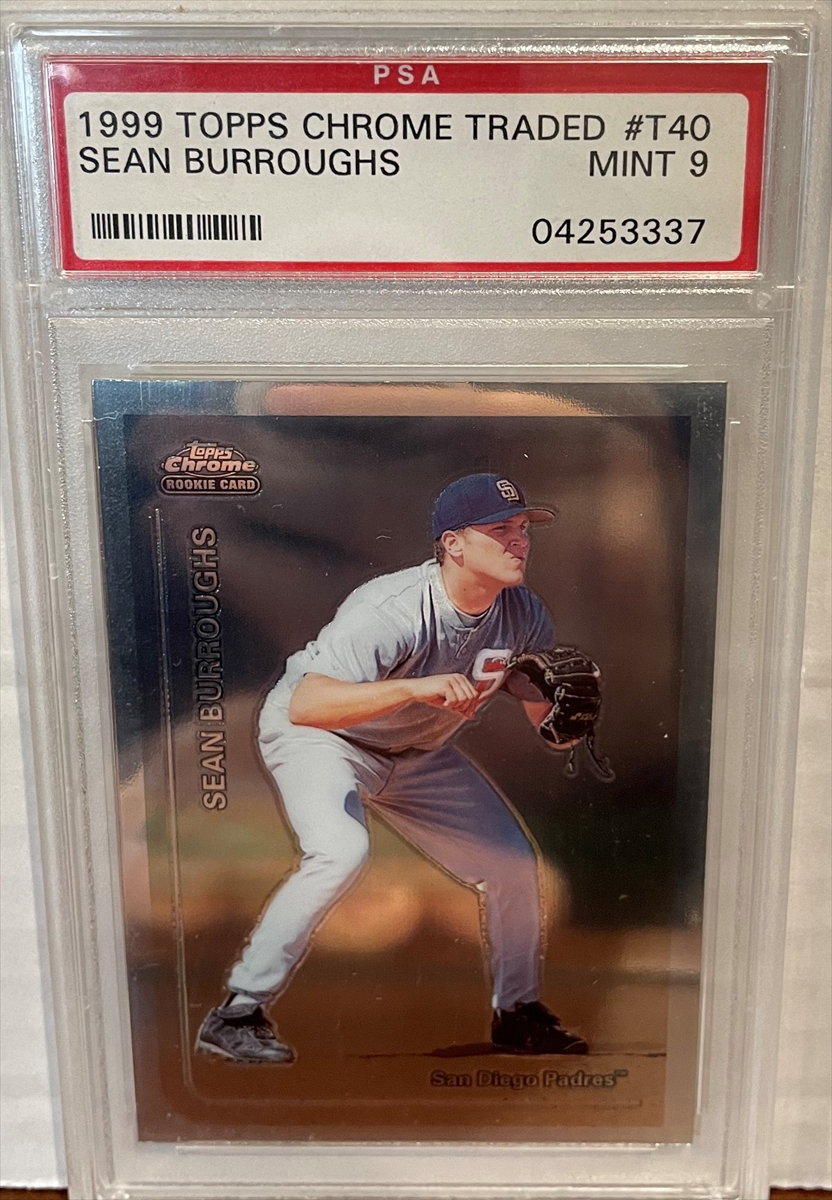 PSA
1999 TOPPS CHROME TRADED #T40
SEAN BURROUGHS MINT 9
04253337
Topps
Chrome
ROOKIE CARD
SEAN BURROUGHS
SD
S
San Diego Padres™